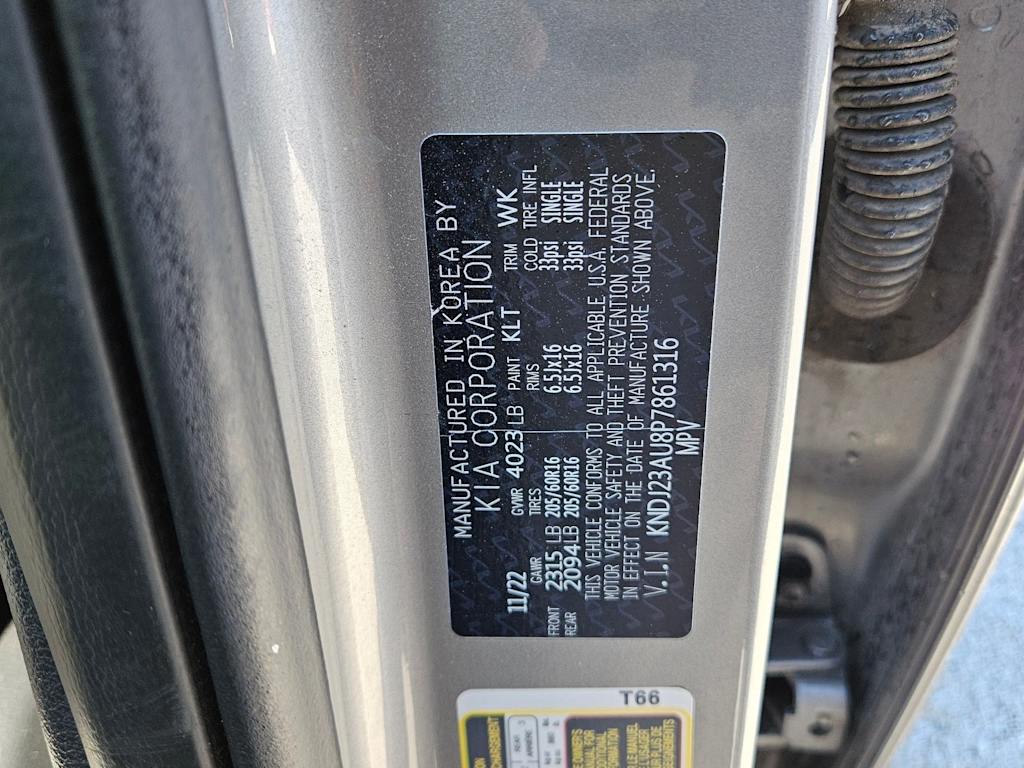 MANUFACTURED IN KOREA BY
KIA CORPORATION
11/22 GVWR 4023 LB PAINT KLT TRIM WK
GAWR TIRES RIMS COLD TIRE INFL
FRONT 2315 LB 205/60R16 6.5Jx16 33psi SINGLE
REAR 2094 LB 205/60R16 6.5Jx16 33psi SINGLE
THIS VEHICLE CONFORMS TO ALL APPLICABLE U.S.A. FEDERAL
MOTOR VEHICLE SAFETY AND THEFT PREVENTION STANDARDS
IN EFFECT ON THE DATE OF MANUFACTURE SHOWN ABOVE.
V.I.N KNDJ23AU8P7861316
MPV
T66